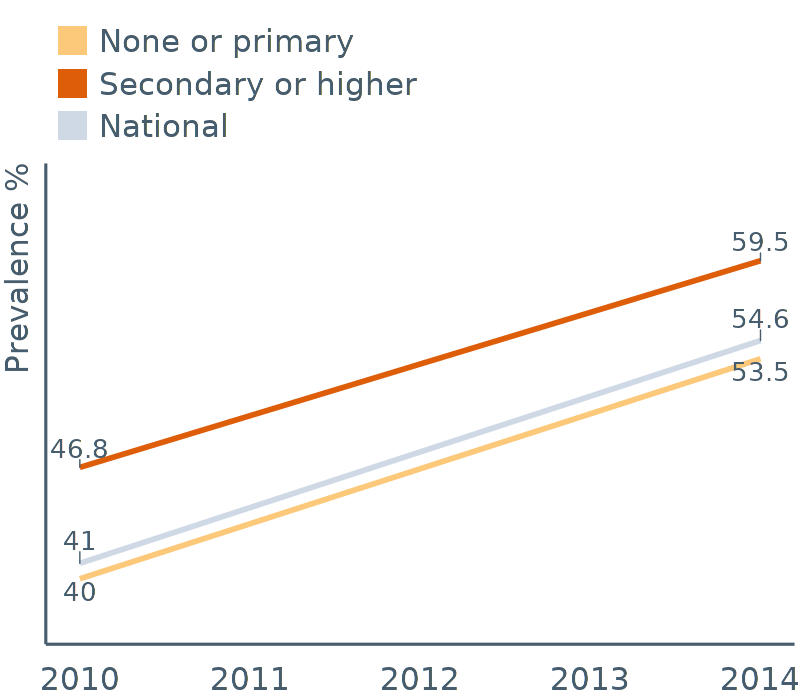 None or primary
Secondary or higher
National
Prevalence %
59.5
54.6
53.5
46.8
41
40
2010 2011 2012 2013 2014